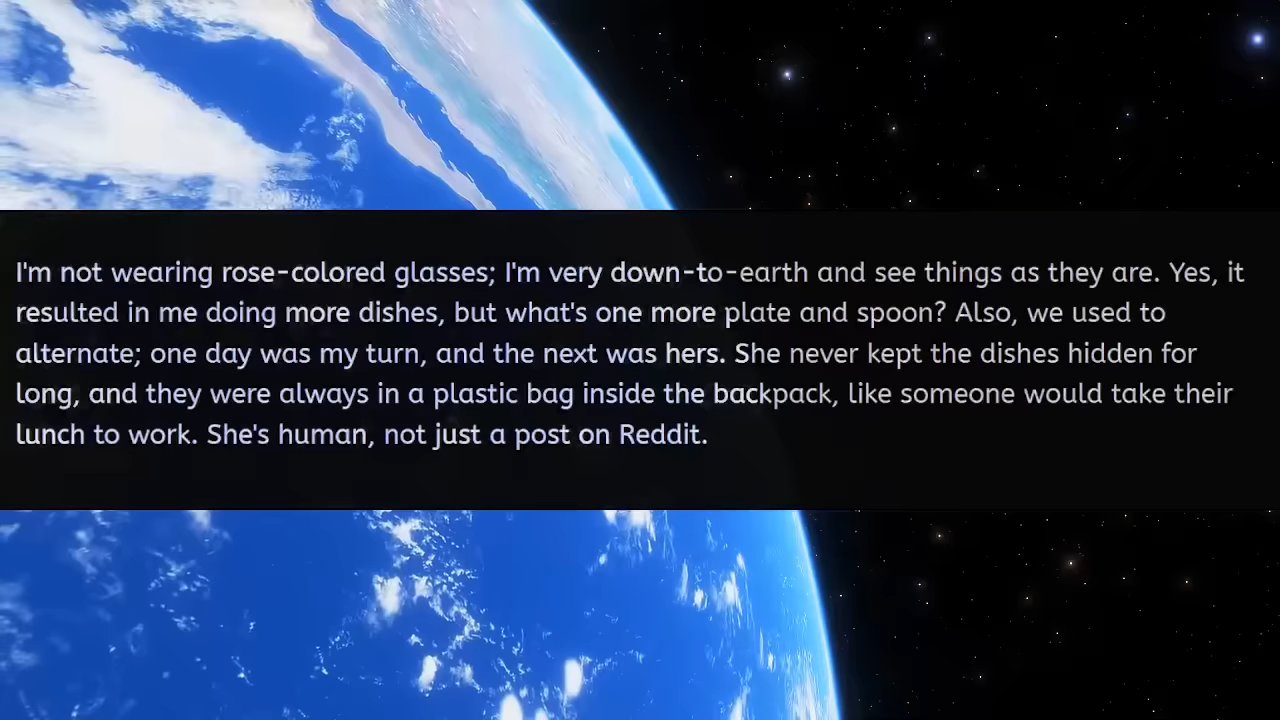 I'm not wearing rose-colored glasses; I'm very down-to-earth and see things as they are. Yes, it
resulted in me doing more dishes, but what's one more plate and spoon? Also, we used to
alternate; one day was my turn, and the next was hers. She never kept the dishes hidden for
long, and they were always in a plastic bag inside the backpack, like someone would take their
lunch to work. She's human, not just a post on Reddit.